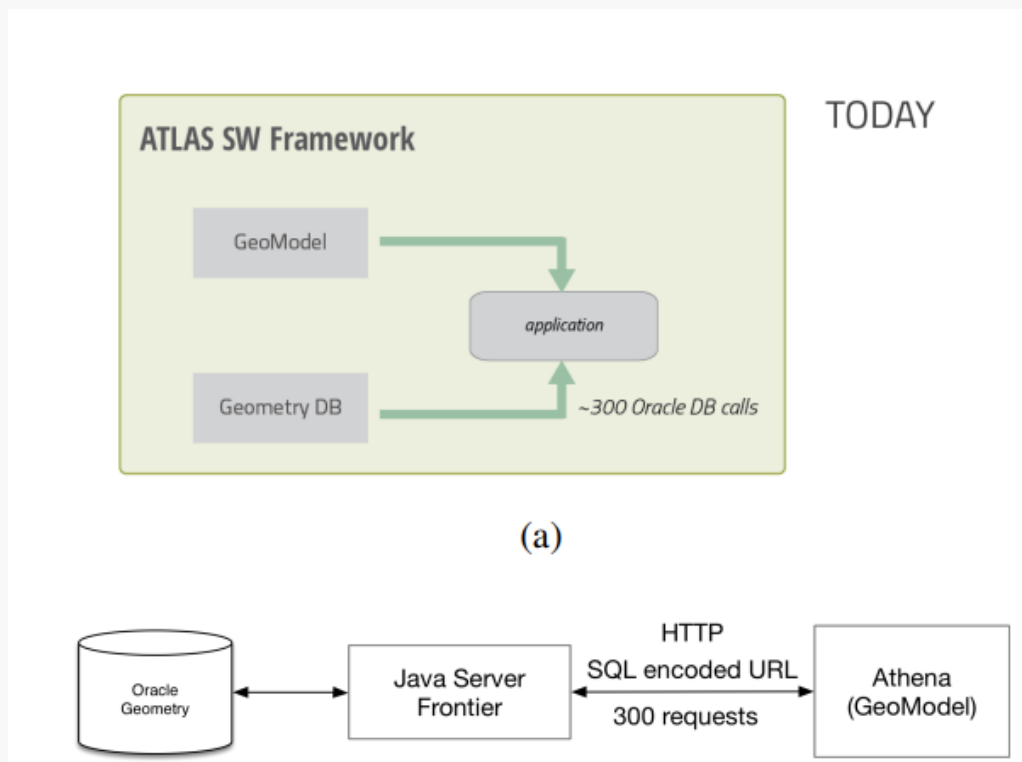 TODAY
ATLAS SW Framework
GeoModel
application
Geometry DB
~300 Oracle DB calls
(a)
Oracle
Geometry
Java Server
Frontier
HTTP
SQL encoded URL
300 requests
Athena
(GeoModel)